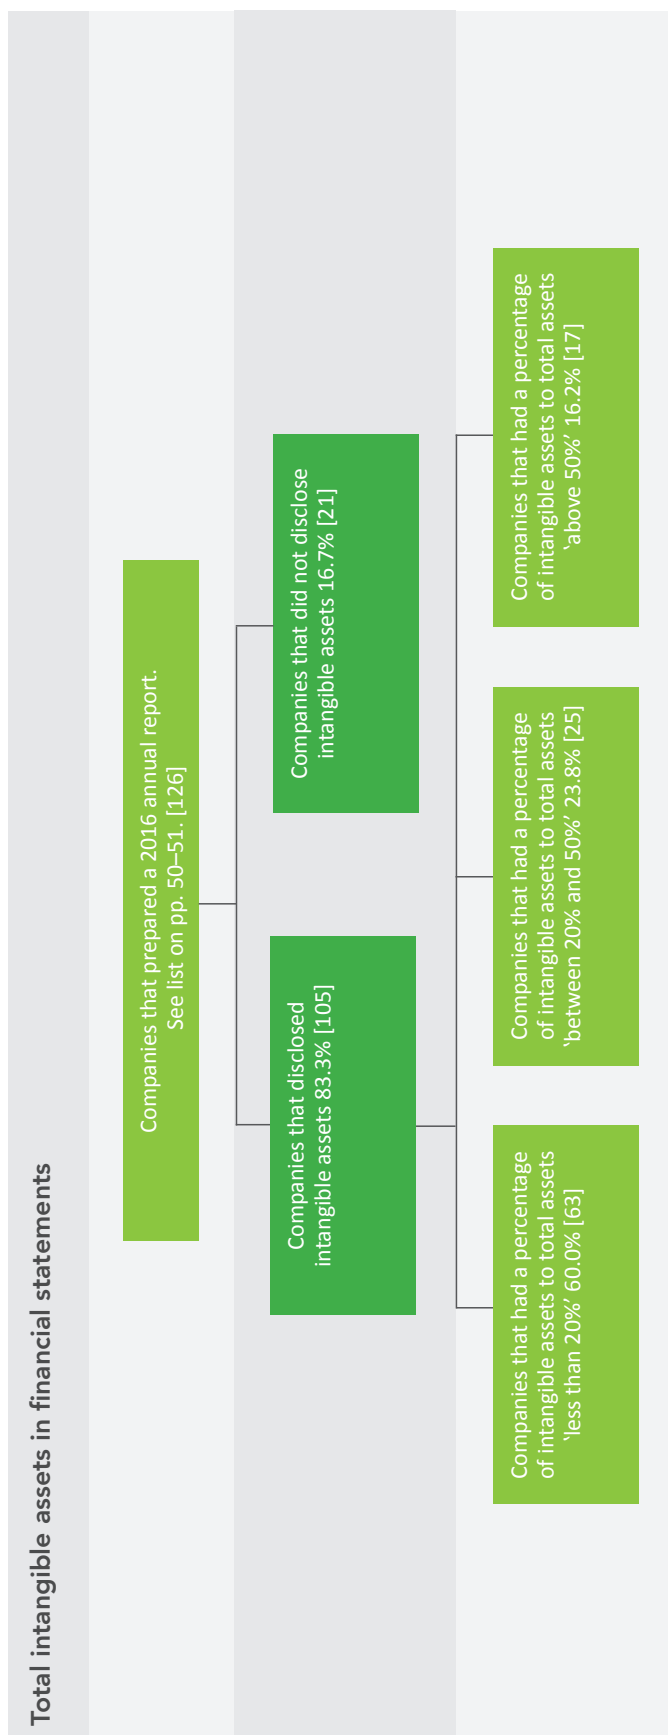 Total intangible assets in financial statements
Companies that prepared a 2016 annual report.
See list on pp. 50–51. [126]
Companies that disclosed
intangible assets 83.3% [105]
Companies that did not disclose
intangible assets 16.7% [21]
Companies that had a percentage
of intangible assets to total assets
‘less than 20%’ 60.0% [63]
Companies that had a percentage
of intangible assets to total assets
‘between 20% and 50%’ 23.8% [25]
Companies that had a percentage
of intangible assets to total assets
‘above 50%’ 16.2% [17]